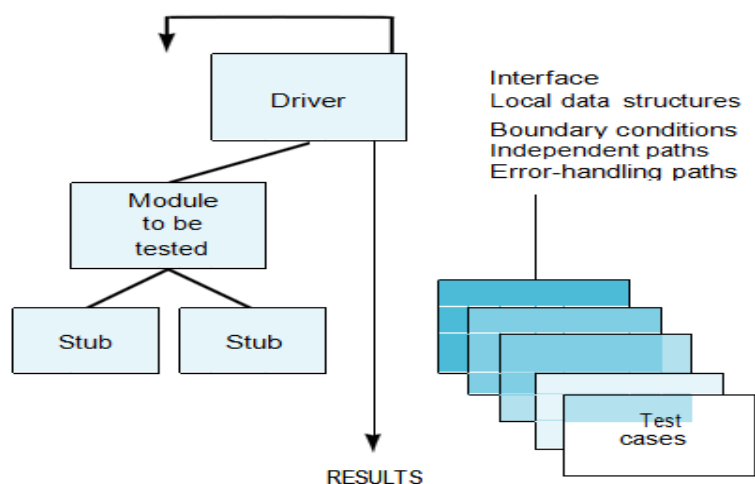 Driver
Interface
Local data structures
Boundary conditions
Independent paths
Error-handling paths
Module
to be
tested
Stub
Stub
Test
cases
RESULTS